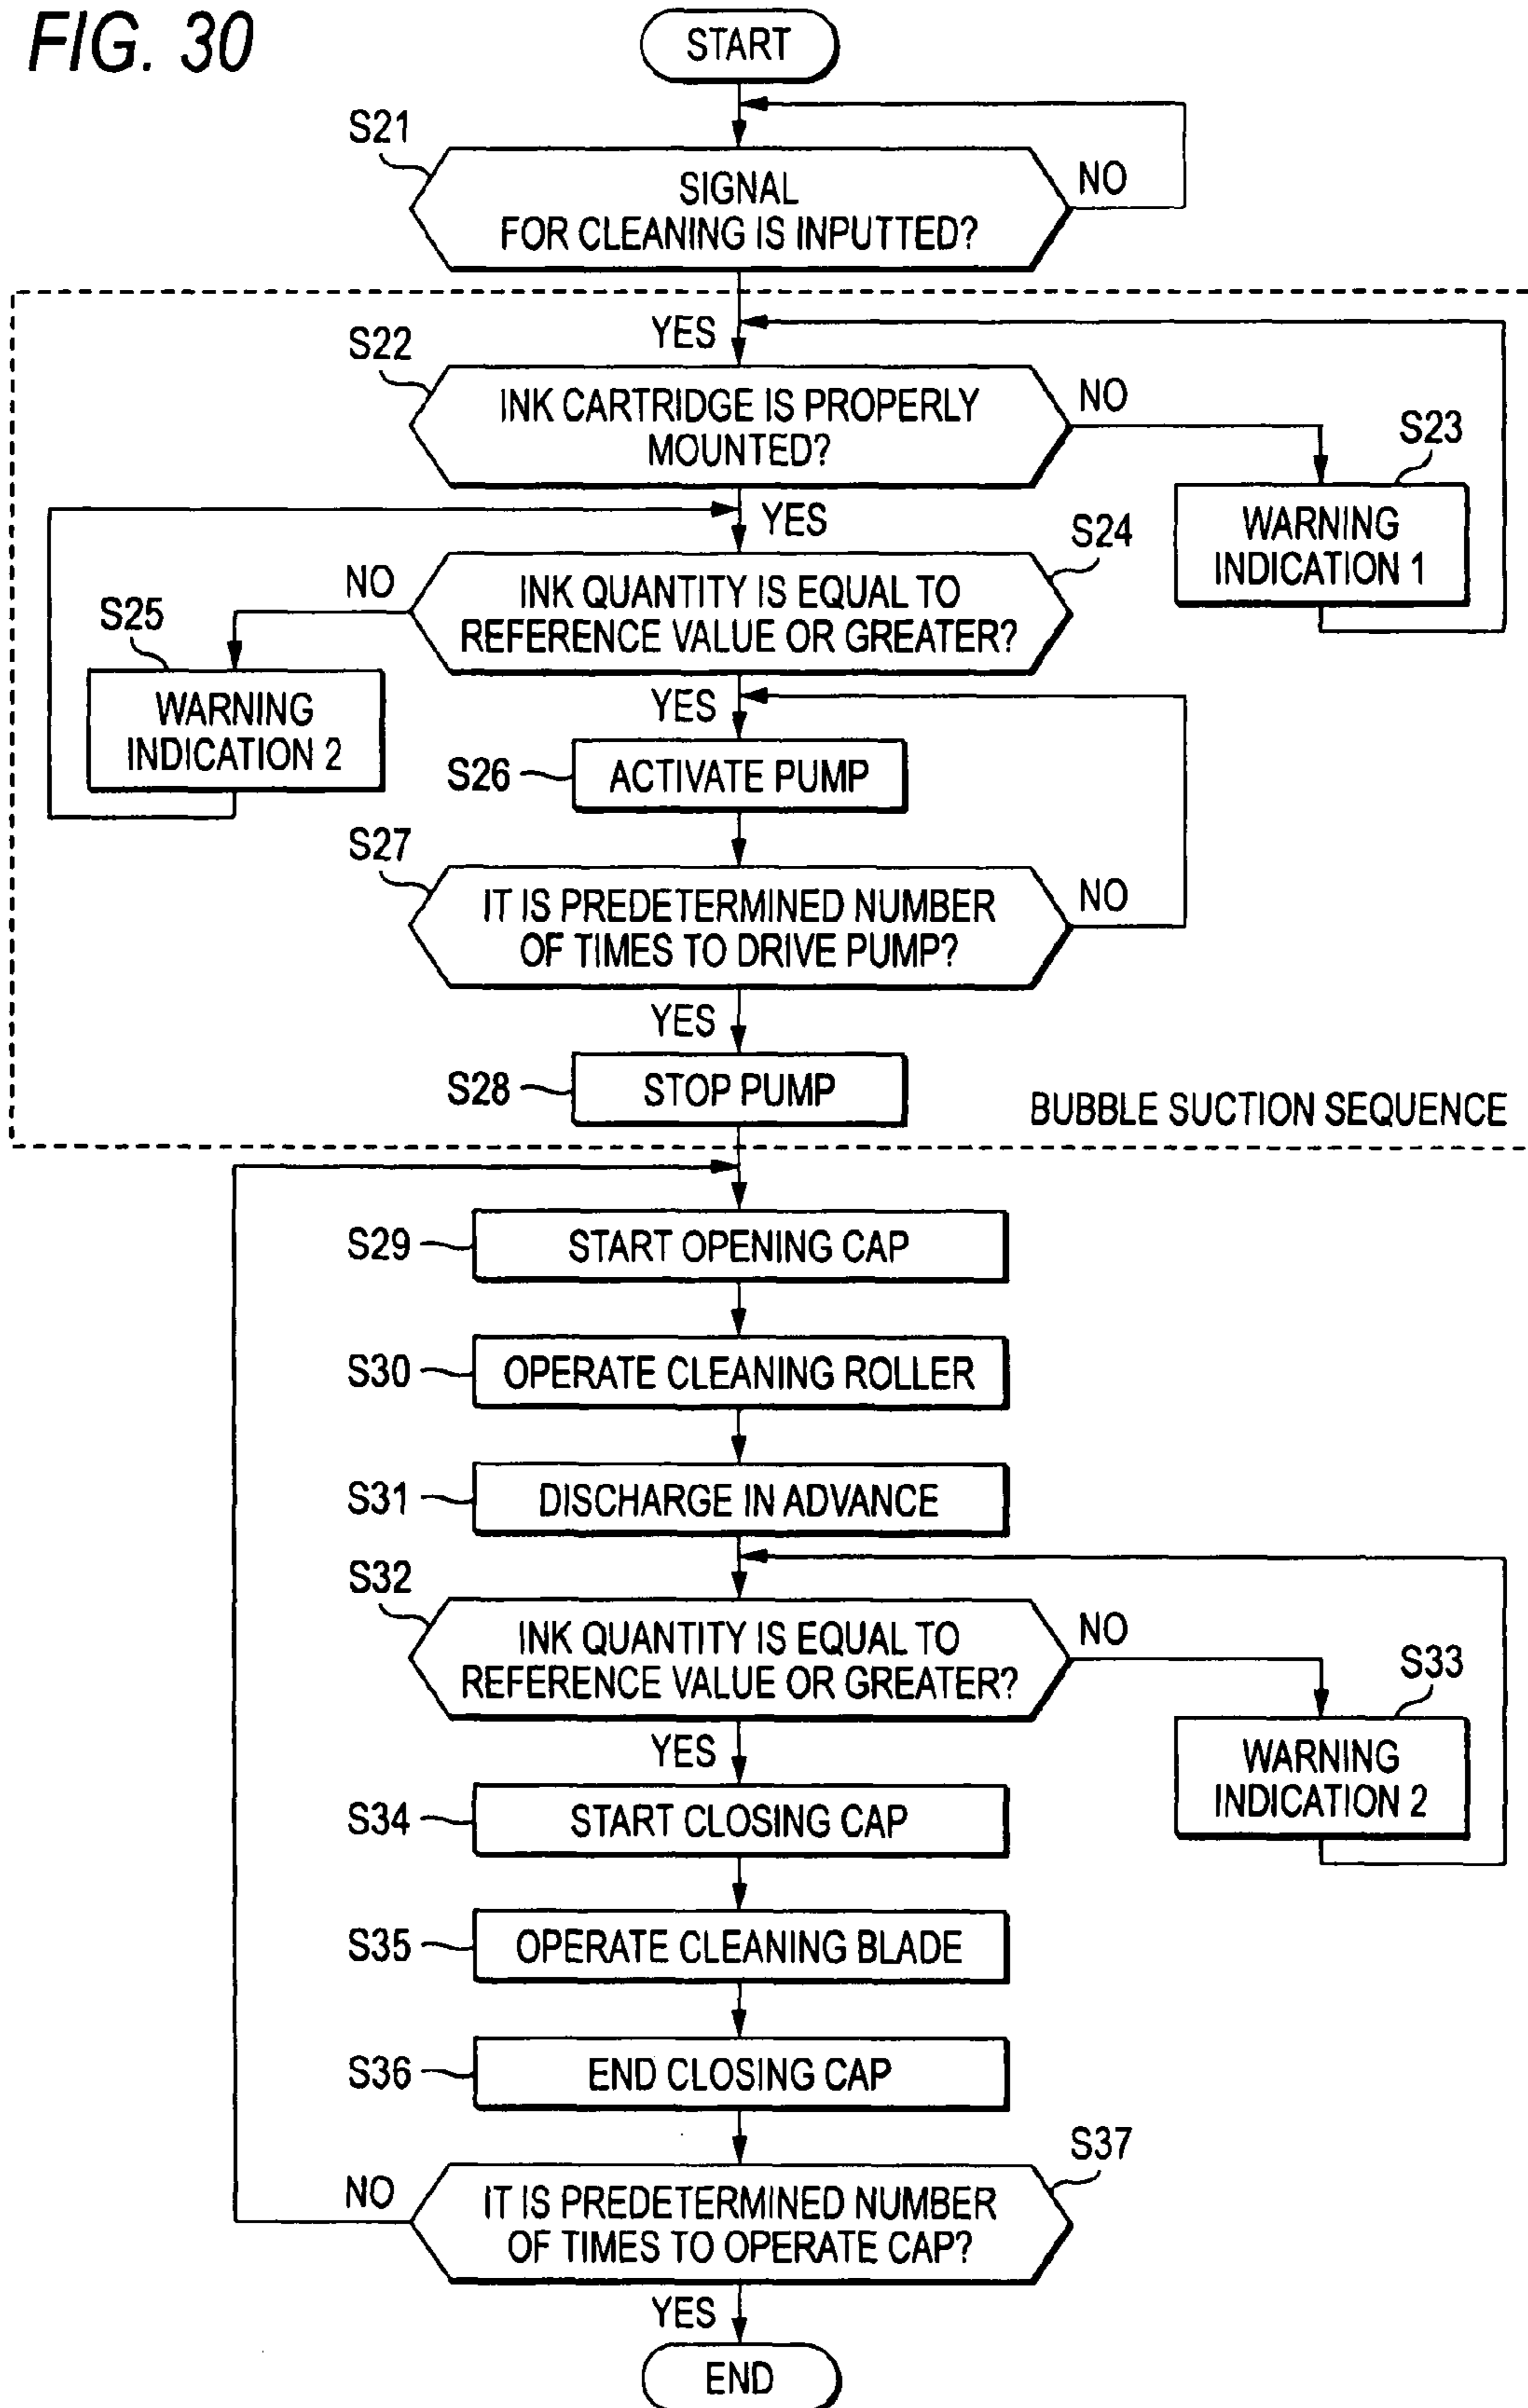 FIG. 30
START
S21
SIGNAL
FOR CLEANING IS INPUTTED?
NO
YES
S22
INK CARTRIDGE IS PROPERLY
MOUNTED?
NO
S23
WARNING
INDICATION 1
YES
S24
INK QUANTITY IS EQUAL TO
REFERENCE VALUE OR GREATER?
NO
S25
WARNING
INDICATION 2
YES
S26
ACTIVATE PUMP
S27
IT IS PREDETERMINED NUMBER
OF TIMES TO DRIVE PUMP?
NO
YES
S28
STOP PUMP
BUBBLE SUCTION SEQUENCE
S29
START OPENING CAP
S30
OPERATE CLEANING ROLLER
S31
DISCHARGE IN ADVANCE
S32
INK QUANTITY IS EQUAL TO
REFERENCE VALUE OR GREATER?
NO
S33
WARNING
INDICATION 2
YES
S34
START CLOSING CAP
S35
OPERATE CLEANING BLADE
S36
END CLOSING CAP
S37
NO
IT IS PREDETERMINED NUMBER
OF TIMES TO OPERATE CAP?
YES
END